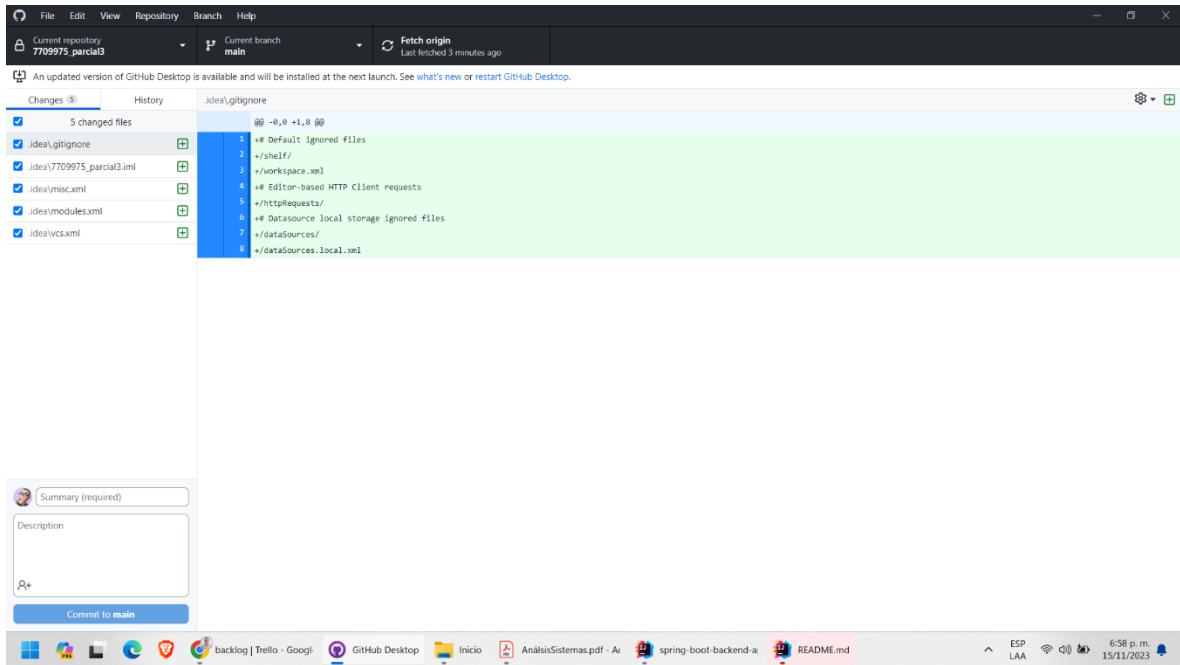 File Edit View Repository Branch Help
Current repository
7709975_parcial3
Current branch
main
Fetch origin
Last fetched 3 minutes ago
An updated version of GitHub Desktop is available and will be installed at the next launch. See what's new or restart GitHub Desktop.
Changes 5 History
.idea\.gitignore
5 changed files
.idea\.gitignore
.idea\7709975_parcial3.iml
.idea\misc.xml
.idea\modules.xml
.idea\vcs.xml
@@ -0,0 +1,8 @@
1 +# Default ignored files
2 +/shelf/
3 +/workspace.xml
4 +# Editor-based HTTP Client requests
5 +/httpRequests/
6 +# Datasource local storage ignored files
7 +/dataSources/
8 +/dataSources.local.xml
Summary (required)
Description
Commit to main
backlog | Trello - Googl
GitHub Desktop
Inicio
AnálsisSistemas.pdf - Ac
spring-boot-backend-a
README.md
ESP
LAA
6:58 p. m.
15/11/2023